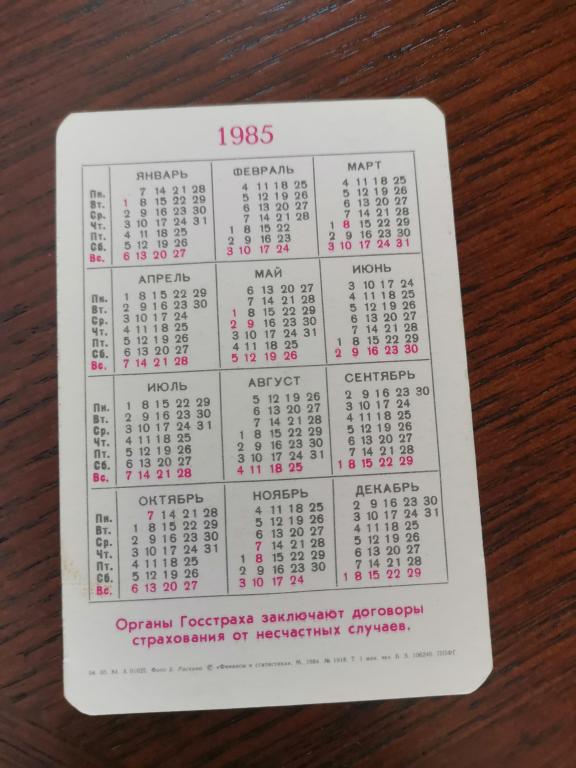 1985
ЯНВАРЬ ФЕВРАЛЬ МАРТ
Пн. 7 14 21 28 4 11 18 25 4 11 18 25
Вт. 1 8 15 22 29 5 12 19 26 5 12 19 26
Ср. 2 9 16 23 30 6 13 20 27 6 13 20 27
Чт. 3 10 17 24 31 7 14 21 28 7 14 21 28
Пт. 4 11 18 25 1 8 15 22 1 8 15 22 29
Сб. 5 12 19 26 2 9 16 23 2 9 16 23 30
Вс. 6 13 20 27 3 10 17 24 3 10 17 24 31
АПРЕЛЬ МАЙ ИЮНЬ
Пн. 1 8 15 22 29 6 13 20 27 3 10 17 24
Вт. 2 9 16 23 30 7 14 21 28 4 11 18 25
Ср. 3 10 17 24 1 8 15 22 29 5 12 19 26
Чт. 4 11 18 25 2 9 16 23 30 6 13 20 27
Пт. 5 12 19 26 3 10 17 24 31 7 14 21 28
Сб. 6 13 20 27 4 11 18 25 1 8 15 22 29
Вс. 7 14 21 28 5 12 19 26 2 9 16 23 30
ИЮЛЬ АВГУСТ СЕНТЯБРЬ
Пн. 1 8 15 22 29 5 12 19 26 2 9 16 23 30
Вт. 2 9 16 23 30 6 13 20 27 3 10 17 24
Ср. 3 10 17 24 31 7 14 21 28 4 11 18 25
Чт. 4 11 18 25 1 8 15 22 29 5 12 19 26
Пт. 5 12 19 26 2 9 16 23 30 6 13 20 27
Сб. 6 13 20 27 3 10 17 24 31 7 14 21 28
Вс. 7 14 21 28 4 11 18 25 1 8 15 22 29
ОКТЯБРЬ НОЯБРЬ ДЕКАБРЬ
Пн. 7 14 21 28 4 11 18 25 2 9 16 23 30
Вт. 1 8 15 22 29 5 12 19 26 3 10 17 24 31
Ср. 2 9 16 23 30 6 13 20 27 4 11 18 25
Чт. 3 10 17 24 31 7 14 21 28 5 12 19 26
Пт. 4 11 18 25 1 8 15 22 29 6 13 20 27
Сб. 5 12 19 26 2 9 16 23 30 7 14 21 28
Вс. 6 13 20 27 3 10 17 24 1 8 15 22 29
Органы Госстраха заключают договоры
страхования от несчастных случаев.
04. 05. 84. А 01025. Фото Б. © «Финансы и статистика», М., 1984. № 1918. Т. 1 млн. экз. Б. З. 106240 ППФГ